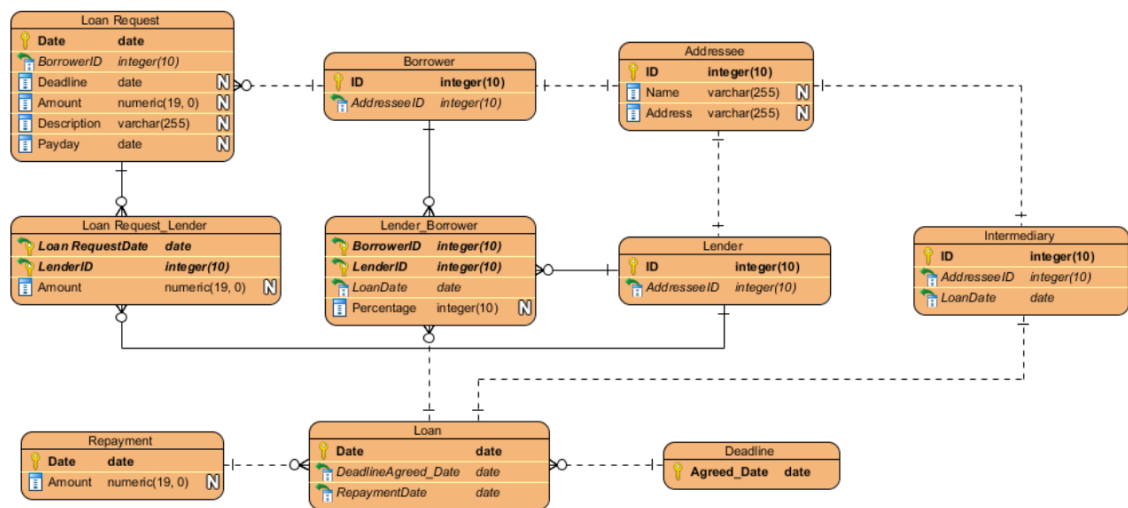 Loan Request
Date date
BorrowerID integer(10)
Deadline date N
Amount numeric(19, 0) N
Description varchar(255) N
Payday date N
Borrower
ID integer(10)
AddresseeID integer(10)
Addressee
ID integer(10)
Name varchar(255) N
Address varchar(255) N
Loan Request_Lender
Loan RequestDate date
LenderID integer(10)
Amount numeric(19, 0) N
Lender_Borrower
BorrowerID integer(10)
LenderID integer(10)
LoanDate date
Percentage integer(10) N
Lender
ID integer(10)
AddresseeID integer(10)
Intermediary
ID integer(10)
AddresseeID integer(10)
LoanDate date
Repayment
Date date
Amount numeric(19, 0) N
Loan
Date date
DeadlineAgreed_Date date
RepaymentDate date
Deadline
Agreed_Date date